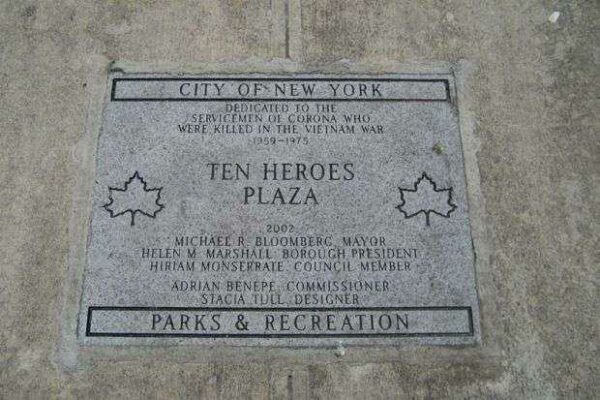 CITY OF NEW YORK
DEDICATED TO THE
SERVICEMEN OF CORONA WHO
WERE KILLED IN THE VIETNAM WAR
1959-1975
TEN HEROES
PLAZA
2002
MICHAEL R. BLOOMBERG, MAYOR
HELEN M. MARSHALL, BOROUGH PRESIDENT
HIRIAM MONSERRATE, COUNCIL MEMBER
ADRIAN BENEPE, COMMISSIONER
STACIA TULL, DESIGNER
PARKS & RECREATION